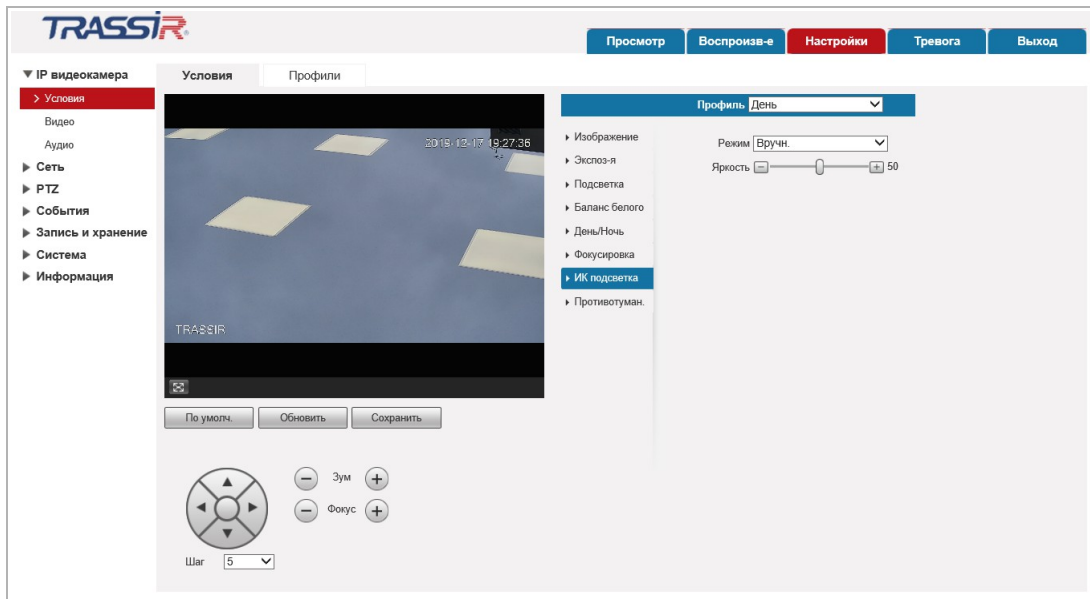 TRASSIR
Просмотр Воспроизв-е Настройки Тревога Выход
IP видеокамера
Условия
Видео
Аудио
Сеть
PTZ
События
Запись и хранение
Система
Информация
Условия Профили
2019-12-17 19:27:36
TRASSIR
По умолч. Обновить Сохранить
Зум
Фокус
Шаг 5
Профиль День
Изображение
Экспоз-я
Подсветка
Баланс белого
День/Ночь
Фокусировка
ИК подсветка
Противотуман.
Режим Вручн.
Яркость 50